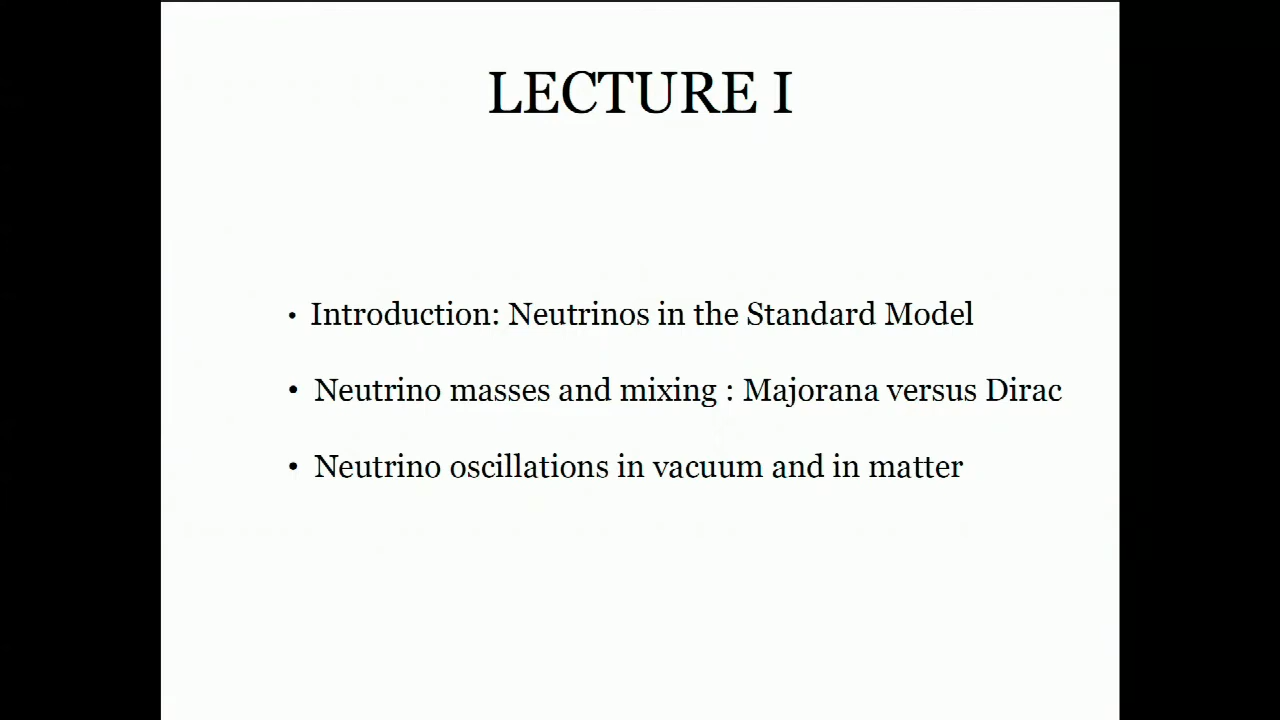 LECTURE I
• Introduction: Neutrinos in the Standard Model
• Neutrino masses and mixing : Majorana versus Dirac
• Neutrino oscillations in vacuum and in matter